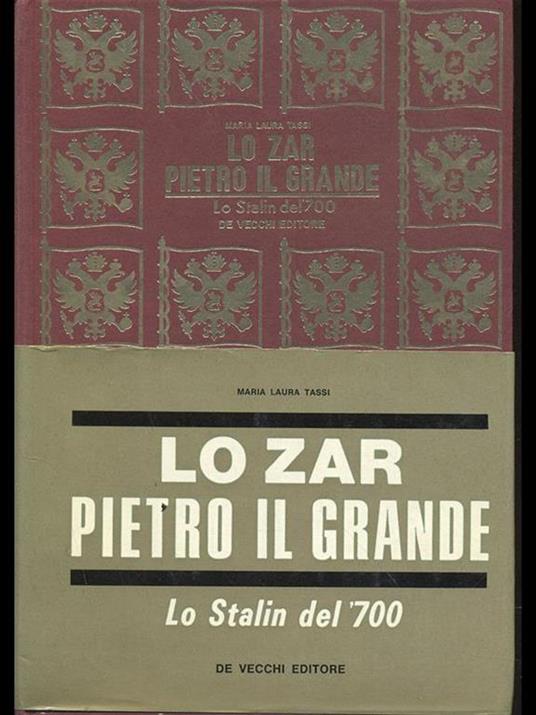 MARIA LAURA TASSI
LO ZAR
PIETRO IL GRANDE
Lo Stalin del '700
DE VECCHI EDITORE
MARIA LAURA TASSI
LO ZAR
PIETRO IL GRANDE
Lo Stalin del '700
DE VECCHI EDITORE